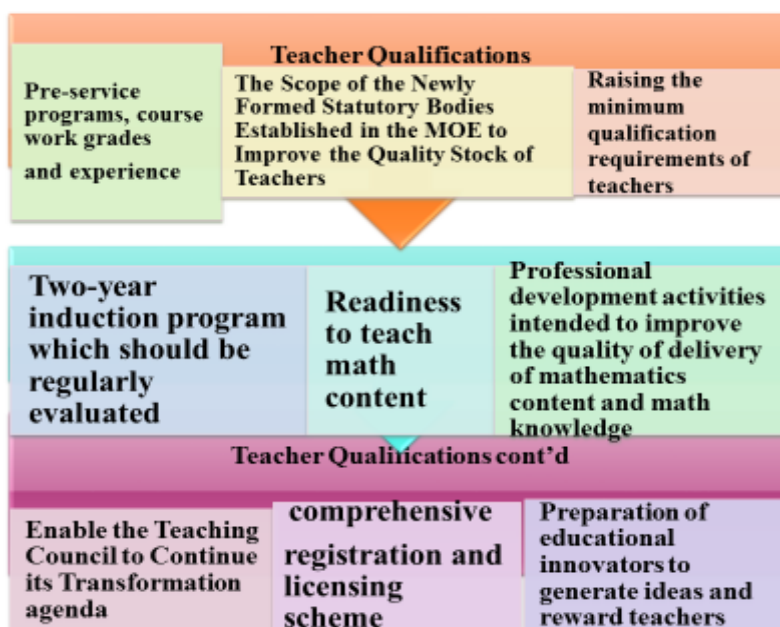 Teacher Qualifications
Pre-service
programs, course
work grades
and experience
The Scope of the Newly
Formed Statutory Bodies
Established in the MOE to
Improve the Quality Stock of
Teachers
Raising the
minimum
qualification
requirements of
teachers
Two-year
induction program
which should be
regularly
evaluated
Readiness
to teach
math
content
Professional
development activities
intended to improve
the quality of delivery
of mathematics
content and math
knowledge
Teacher Qualifications cont’d
Enable the Teaching
Council to Continue
its Transformation
agenda
comprehensive
registration and
licensing
scheme
Preparation of
educational
innovators to
generate ideas and
reward teachers